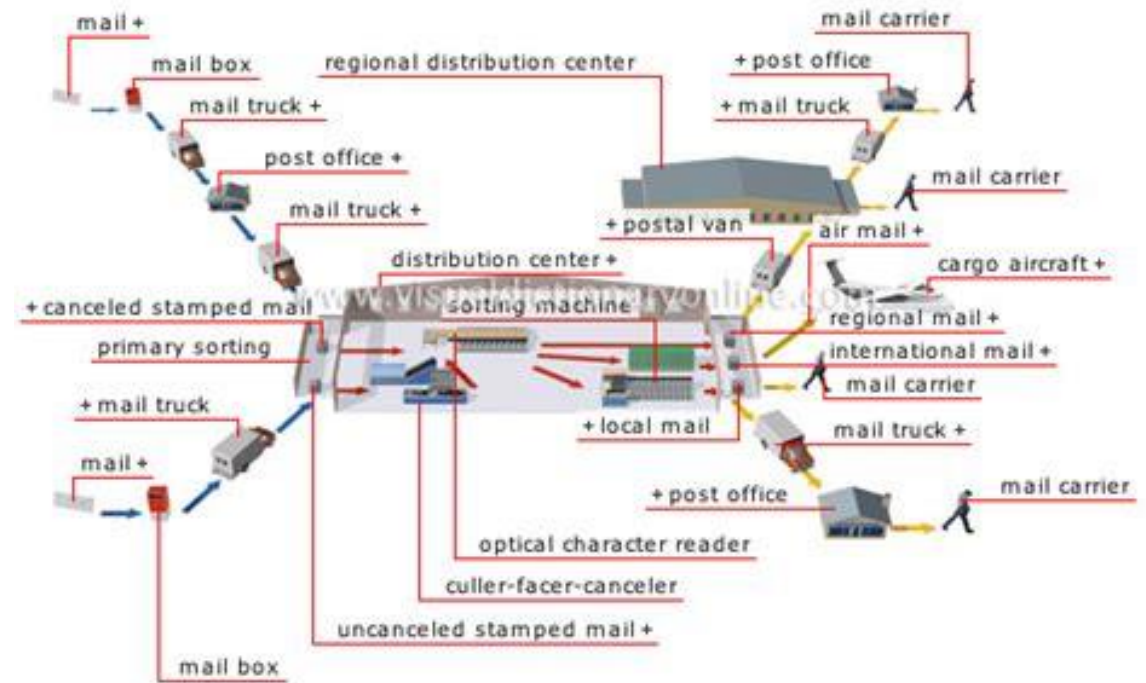 mail +
mail carrier
mail box
regional distribution center
+ post office
mail truck +
+ mail truck
post office +
mail carrier
mail truck +
+ postal van
air mail +
distribution center +
cargo aircraft +
www.visualdictionaryonline.com
+ canceled stamped mail
sorting machine
regional mail +
primary sorting
international mail +
mail carrier
+ mail truck
+ local mail
mail truck +
mail +
mail carrier
+ post office
optical character reader
culler-facer-canceler
uncanceled stamped mail +
mail box